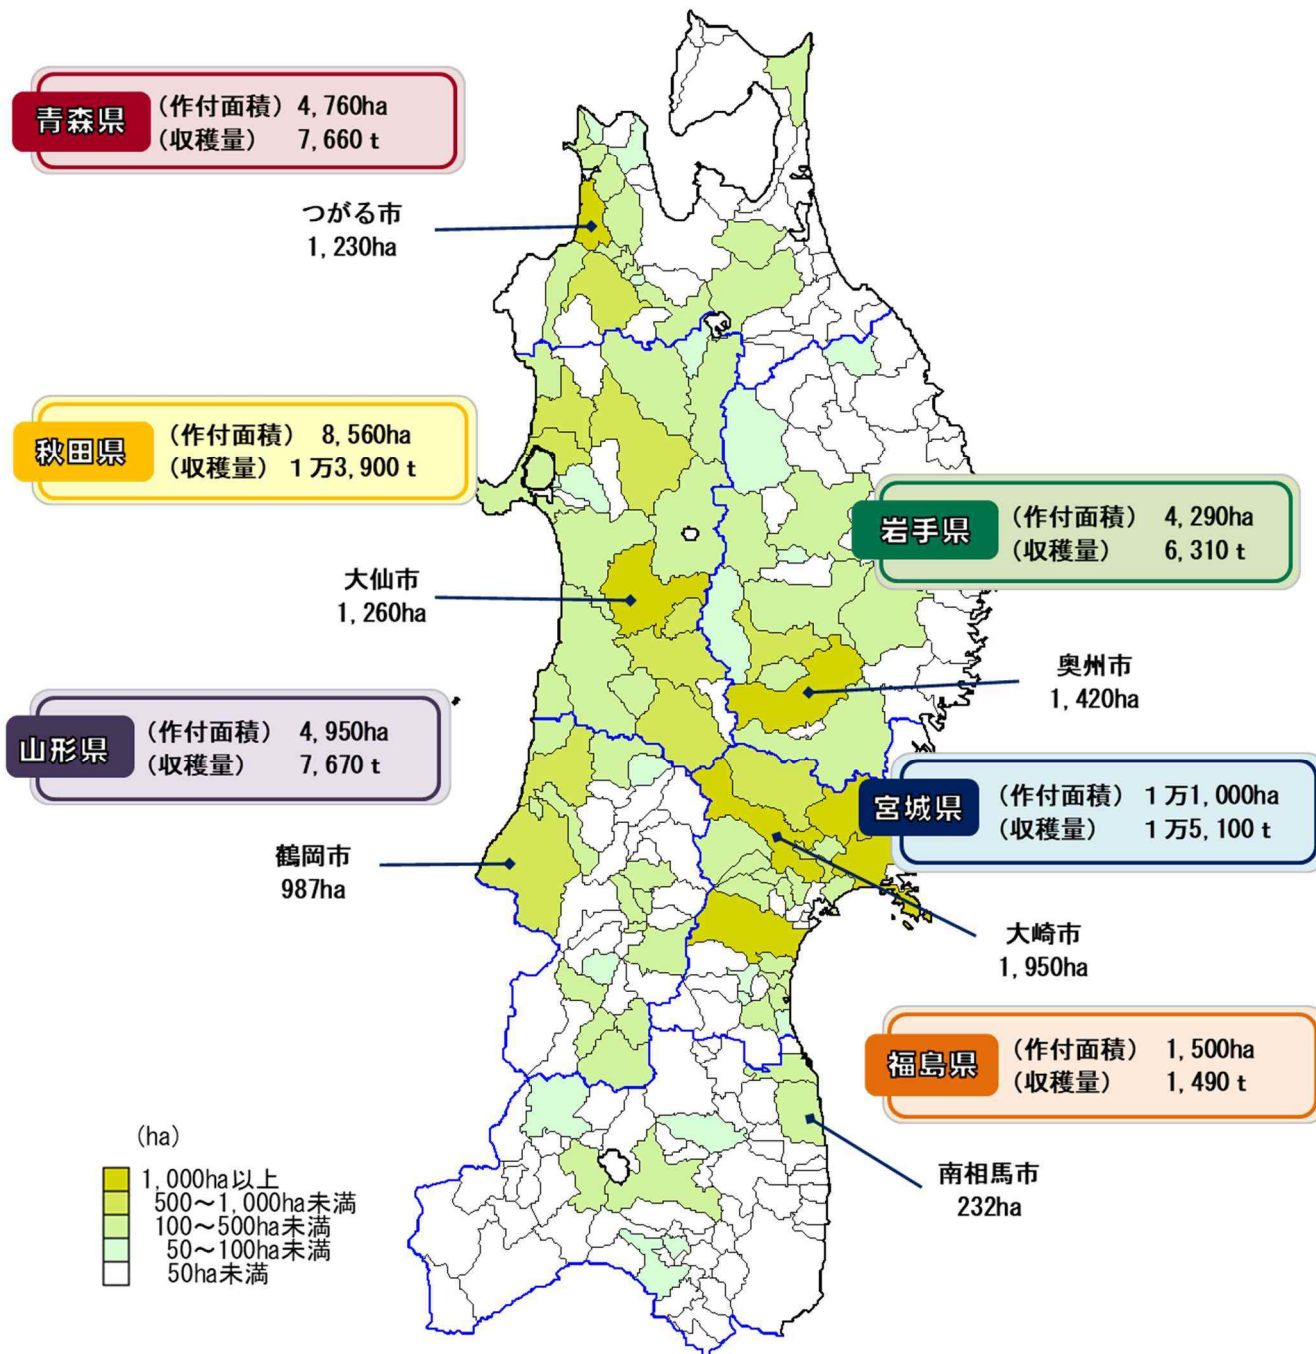 青森県
(作付面積) 4,760ha
(収穫量) 7,660 t
つがる市
1,230ha
秋田県
(作付面積) 8,560ha
(収穫量) 1万3,900 t
岩手県
(作付面積) 4,290ha
(収穫量) 6,310 t
大仙市
1,260ha
奥州市
1,420ha
山形県
(作付面積) 4,950ha
(収穫量) 7,670 t
宮城県
(作付面積) 1万1,000ha
(収穫量) 1万5,100 t
鶴岡市
987ha
大崎市
1,950ha
福島県
(作付面積) 1,500ha
(収穫量) 1,490 t
南相馬市
232ha
(ha)
1,000ha以上
500～1,000ha未満
100～500ha未満
50～100ha未満
50ha未満